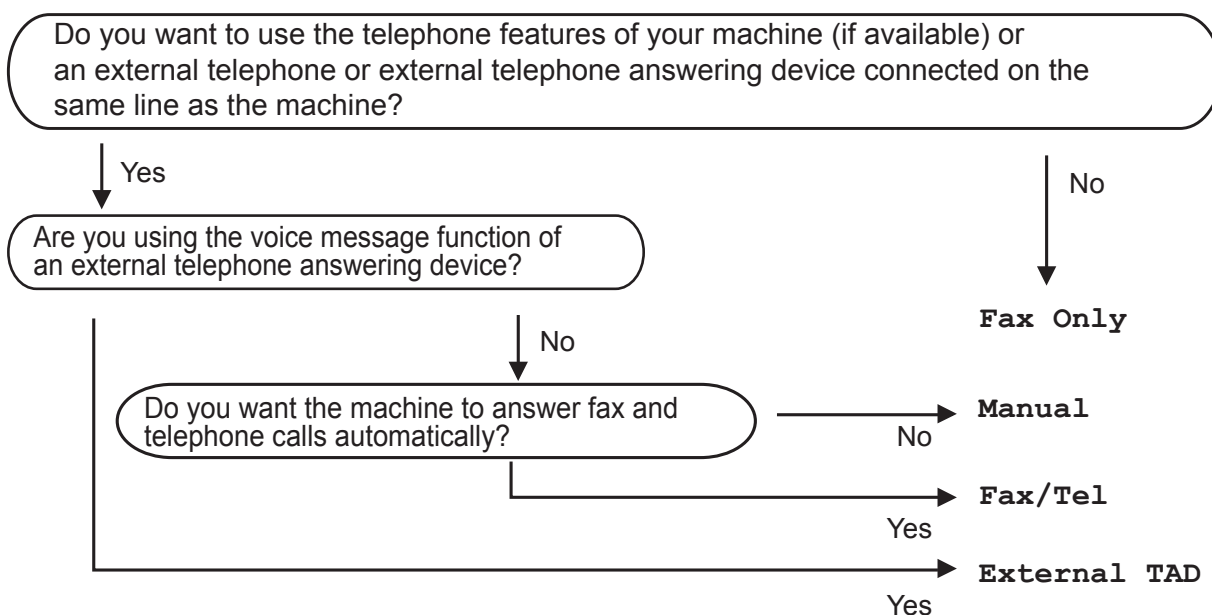 Do you want to use the telephone features of your machine (if available) or
an external telephone or external telephone answering device connected on the
same line as the machine?
Yes
No
Are you using the voice message function of
an external telephone answering device?
Fax Only
No
Do you want the machine to answer fax and
telephone calls automatically?
Manual
No
Fax/Tel
Yes
External TAD
Yes